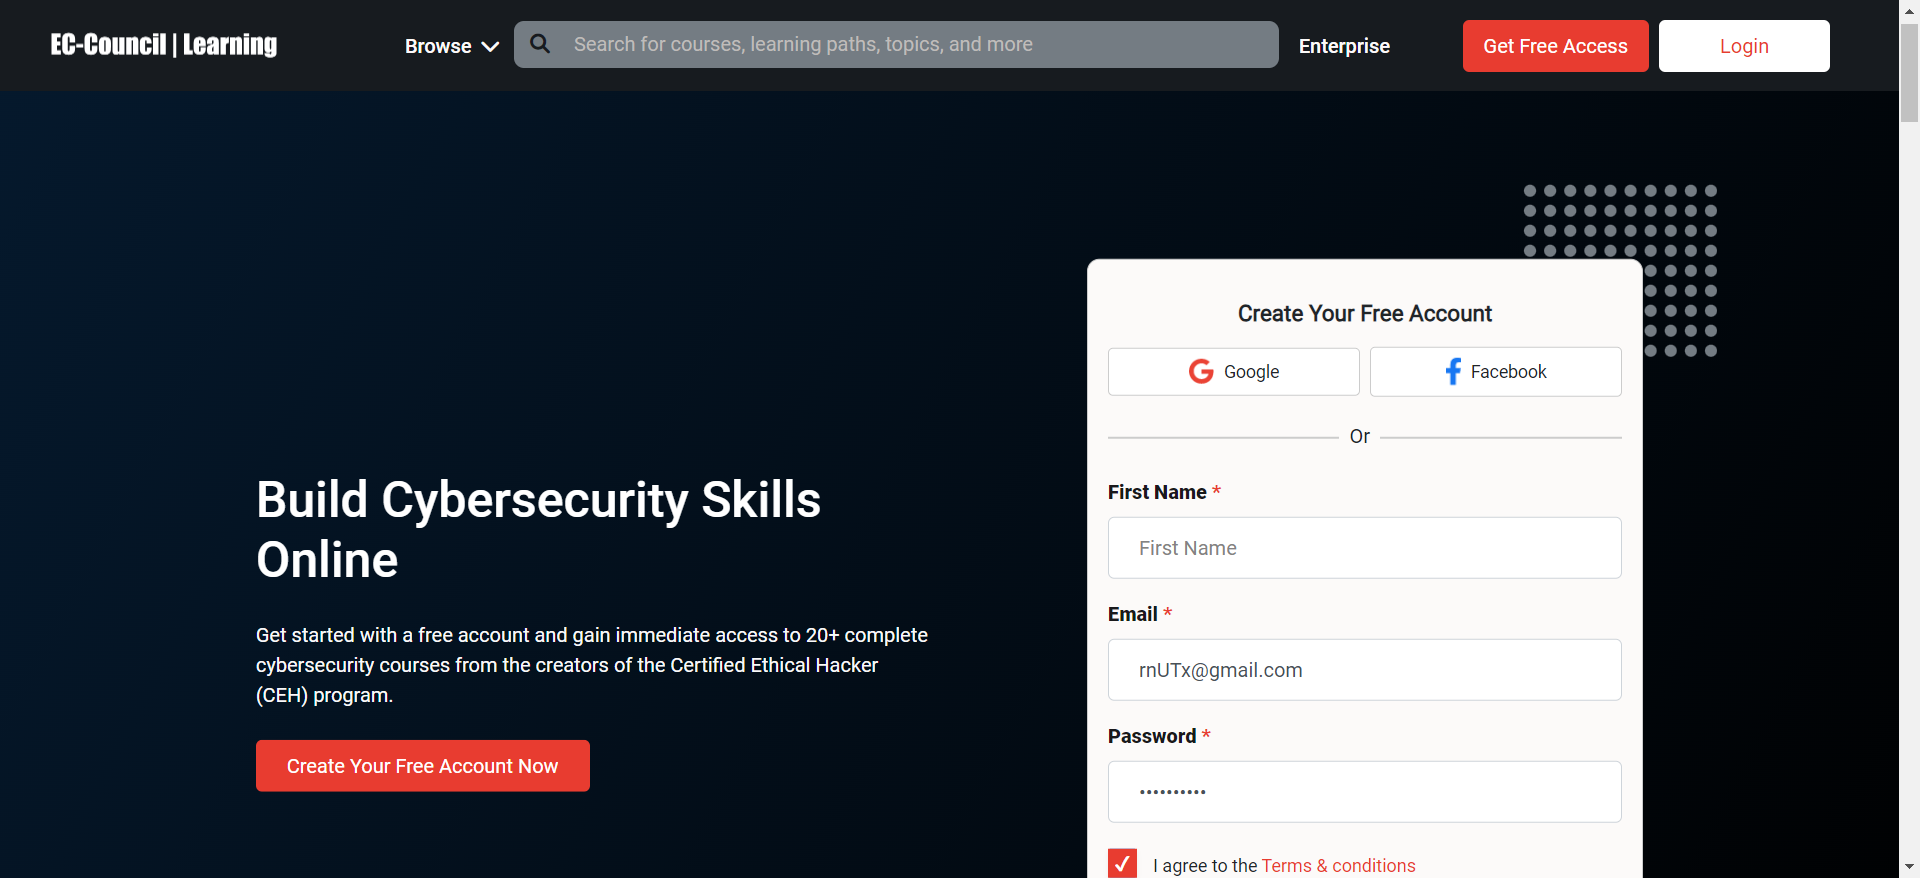 EC-Council | Learning
Browse
Search for courses, learning paths, topics, and more
Enterprise
Get Free Access
Login
Build Cybersecurity Skills
Online
Get started with a free account and gain immediate access to 20+ complete
cybersecurity courses from the creators of the Certified Ethical Hacker
(CEH) program.
Create Your Free Account Now
Create Your Free Account
Google
Facebook
Or
First Name *
First Name
Email *
rnUTx@gmail.com
Password *
••••••••••
I agree to the Terms & conditions